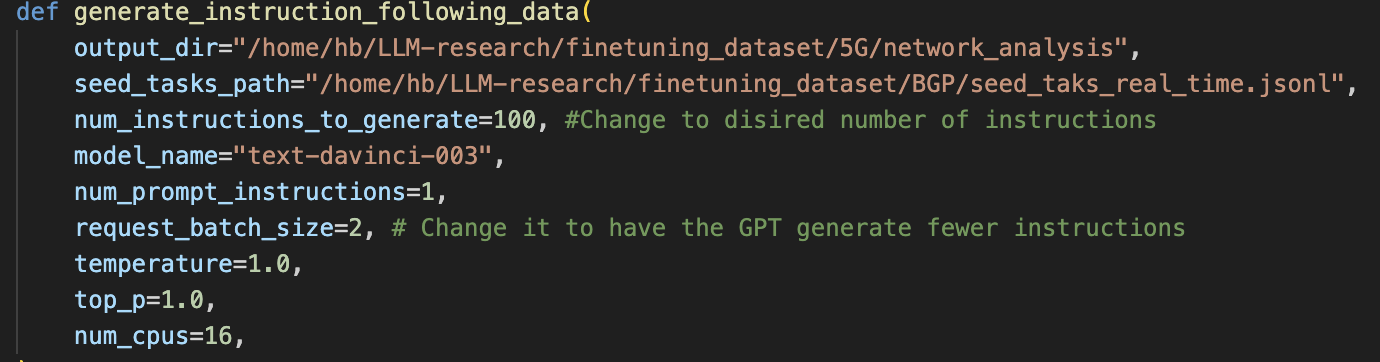 def generate_instruction_following_data(
    output_dir="/home/hb/LLM-research/finetuning_dataset/5G/network_analysis",
    seed_tasks_path="/home/hb/LLM-research/finetuning_dataset/BGP/seed_taks_real_time.jsonl",
    num_instructions_to_generate=100, #Change to disired number of instructions
    model_name="text-davinci-003",
    num_prompt_instructions=1,
    request_batch_size=2, # Change it to have the GPT generate fewer instructions
    temperature=1.0,
    top_p=1.0,
    num_cpus=16,